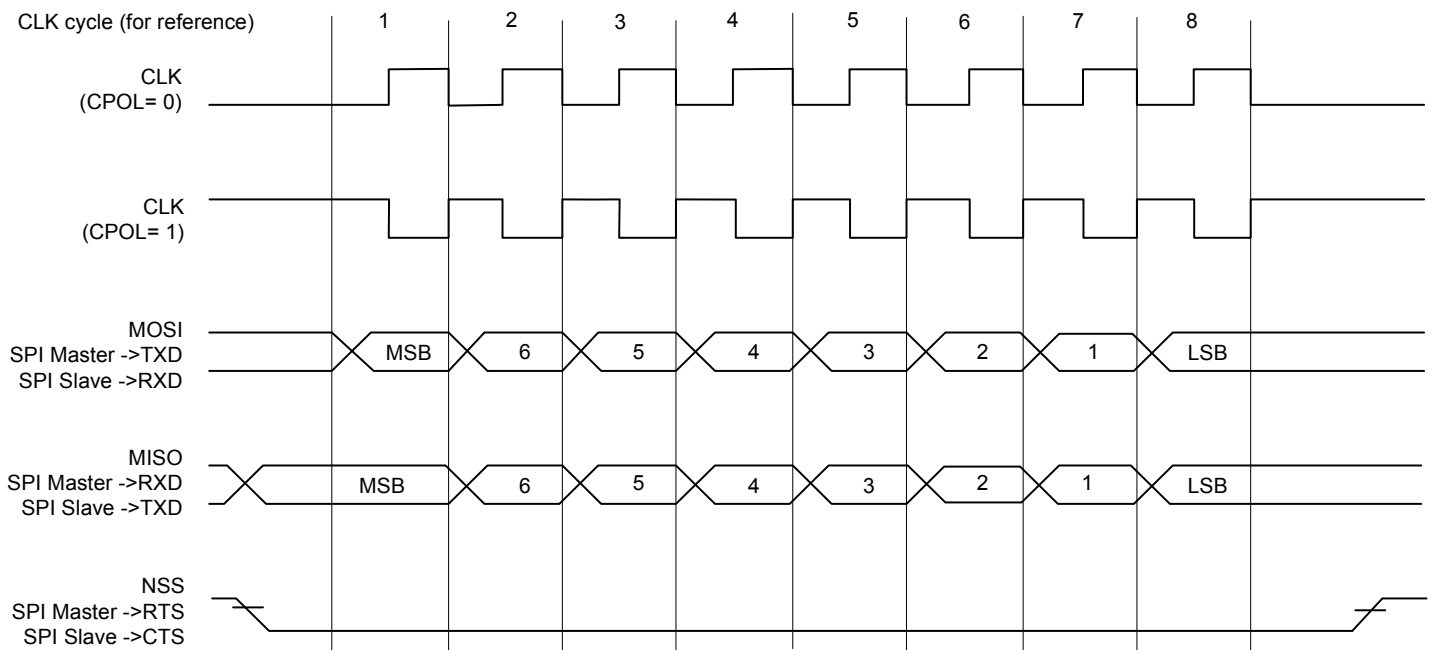 CLK cycle (for reference) 1 2 3 4 5 6 7 8
CLK
(CPOL= 0)
CLK
(CPOL= 1)
MOSI
SPI Master ->TXD MSB 6 5 4 3 2 1 LSB
SPI Slave ->RXD
MISO
SPI Master ->RXD MSB 6 5 4 3 2 1 LSB
SPI Slave ->TXD
NSS
SPI Master ->RTS
SPI Slave ->CTS